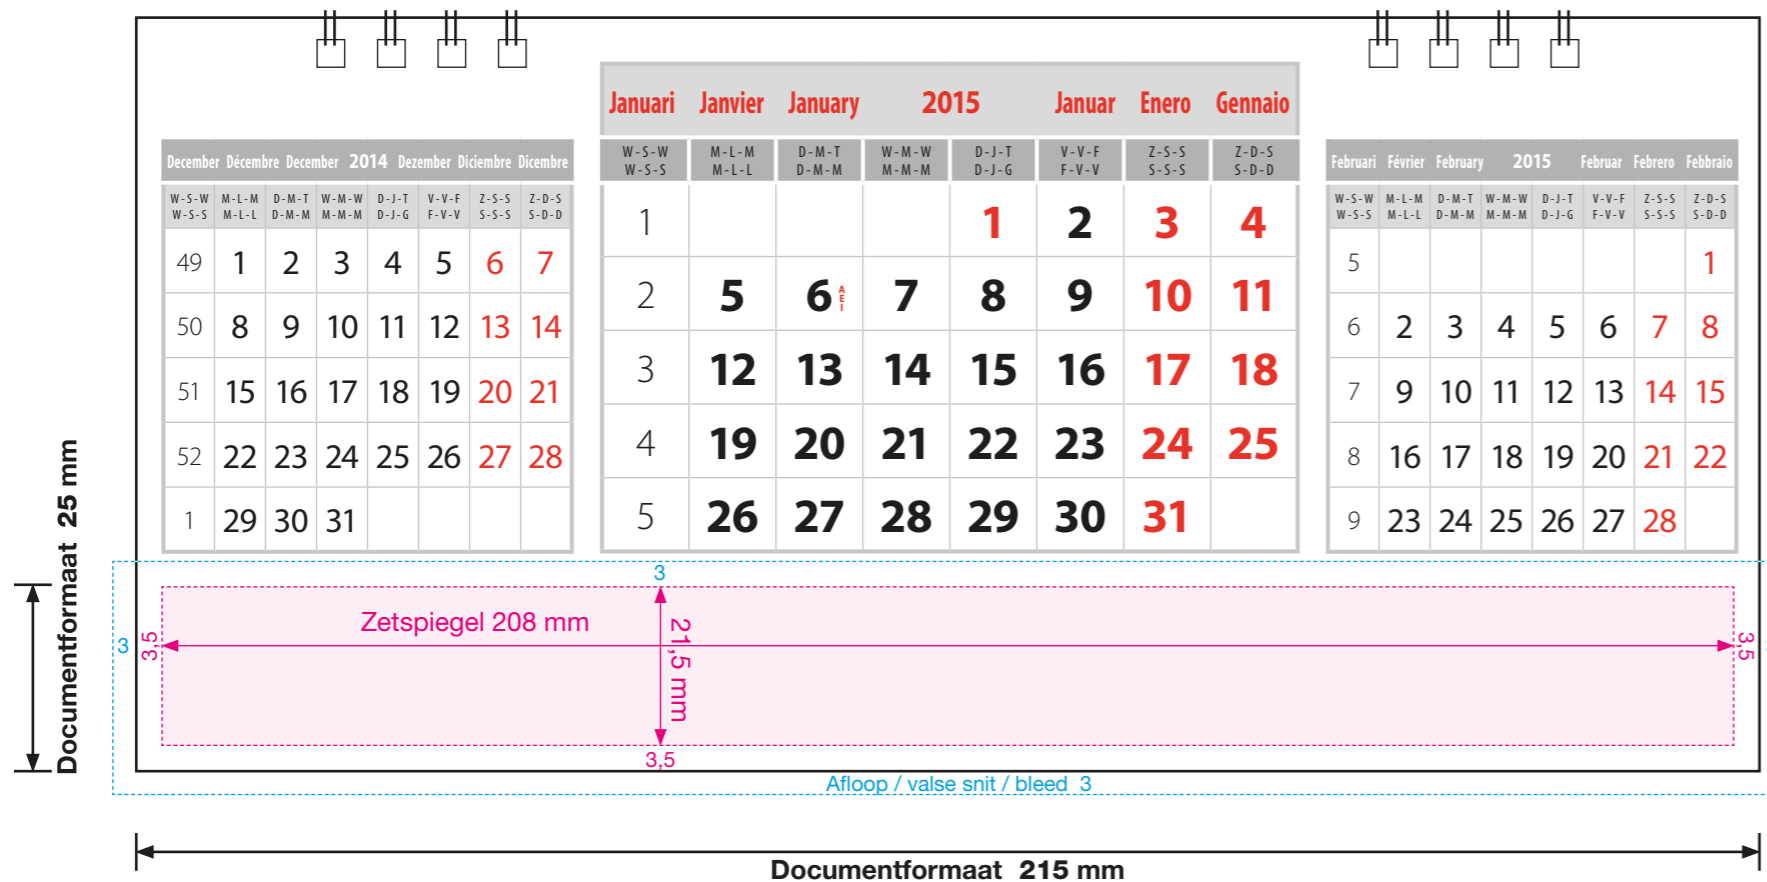 Januari Janvier January 2015 Januar Enero Gennaio
W-S-W M-L-M D-M-T W-M-W D-J-T V-V-F Z-S-S Z-D-S
W-S-S M-L-L D-M-M M-M-M D-J-G F-V-V S-S-S S-D-D
1 1 2 3 4
2 5 6 A E I 7 8 9 10 11
3 12 13 14 15 16 17 18
4 19 20 21 22 23 24 25
5 26 27 28 29 30 31
December Décembre December 2014 Dezember Diciembre Dicembre
W-S-W M-L-M D-M-T W-M-W D-J-T V-V-F Z-S-S Z-D-S
W-S-S M-L-L D-M-M M-M-M D-J-G F-V-V S-S-S S-D-D
49 1 2 3 4 5 6 7
50 8 9 10 11 12 13 14
51 15 16 17 18 19 20 21
52 22 23 24 25 26 27 28
1 29 30 31
Februari Février February 2015 Februar Febrero Febbraio
W-S-W M-L-M D-M-T W-M-W D-J-T V-V-F Z-S-S Z-D-S
W-S-S M-L-L D-M-M M-M-M D-J-G F-V-V S-S-S S-D-D
5 1
6 2 3 4 5 6 7 8
7 9 10 11 12 13 14 15
8 16 17 18 19 20 21 22
9 23 24 25 26 27 28
Documentformaat 25 mm
3
Zetspiegel 208 mm
21,5 mm
3
3,5
3,5
3,5
Afloop / valse snit / bleed 3
Documentformaat 215 mm